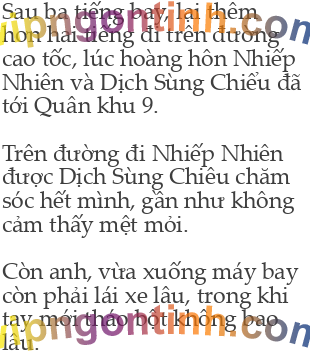 Sau ba tiếng bay, lại thêm
hơn hai tiếng đi trên đường
cao tốc, lúc hoàng hôn Nhiếp
Nhiên và Dịch Sùng Chiểu đã
tới Quân khu 9.
Trên đường đi Nhiếp Nhiên
được Dịch Sùng Chiêu chăm
sóc hết mình, gần như không
cảm thấy mệt mỏi.
Còn anh, vừa xuống máy bay
còn phải lái xe lâu, trong khi
tay mới tháo bột không bao
lâu.